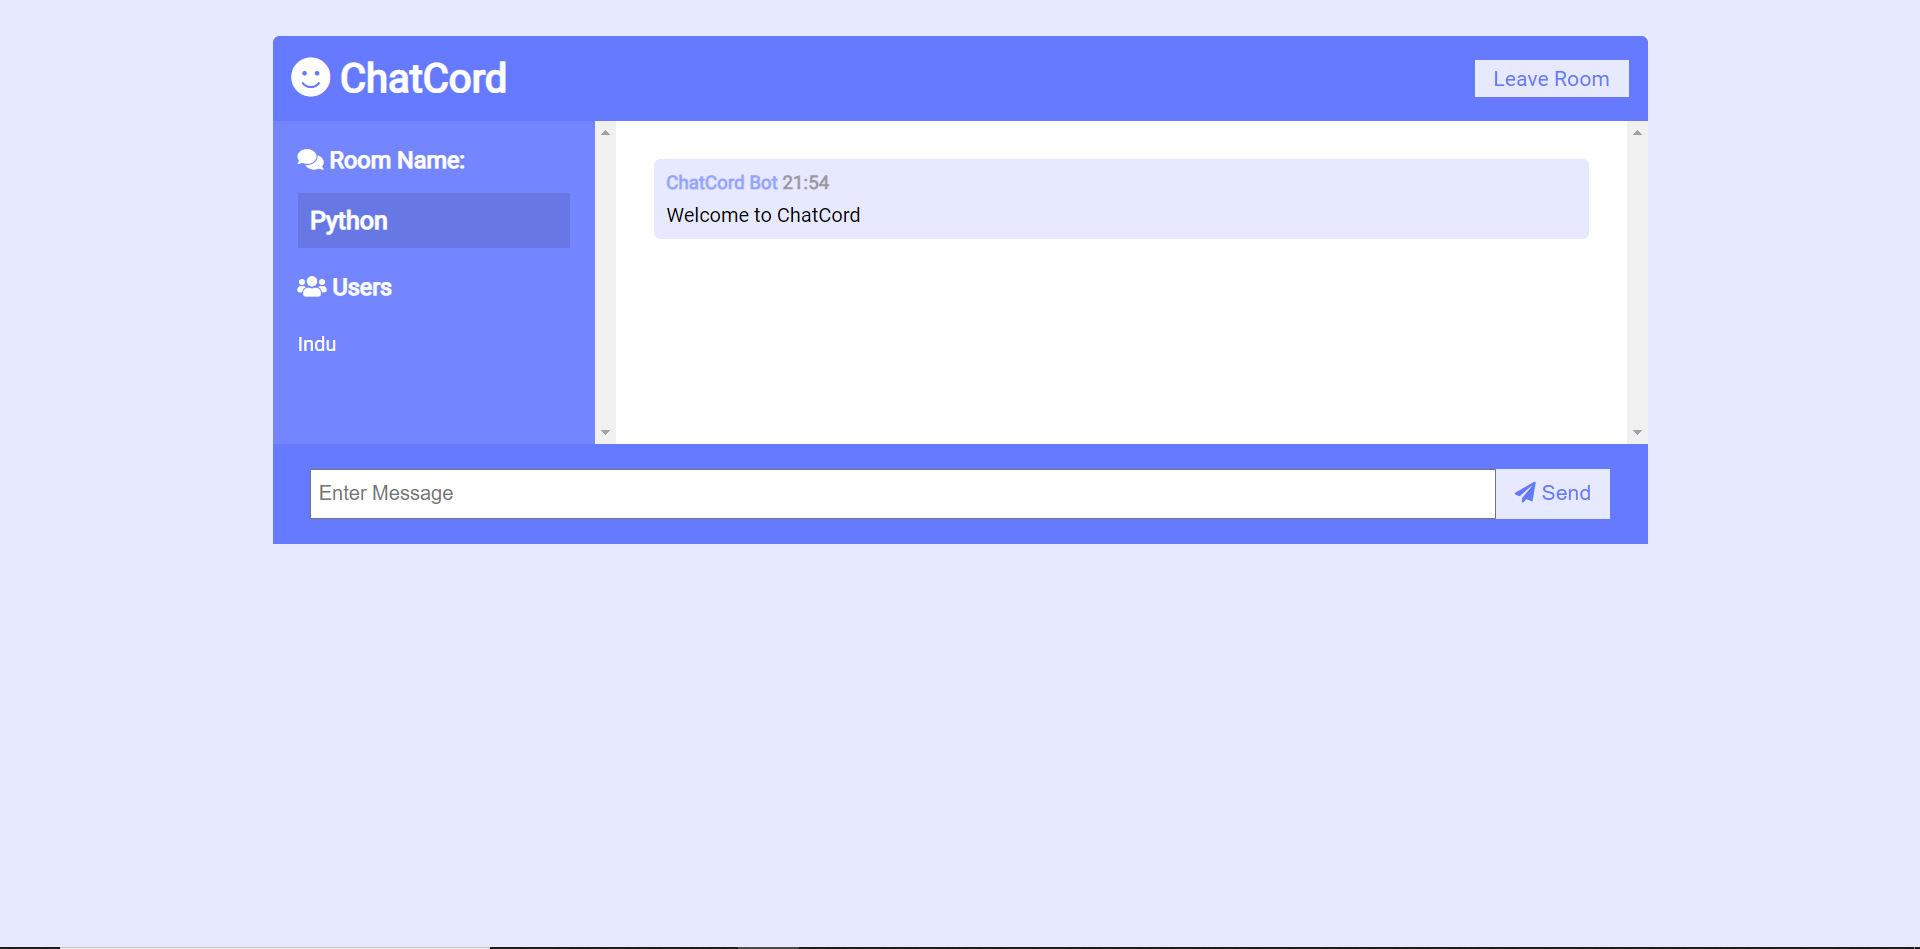 ChatCord
Leave Room
Room Name:
Python
Users
Indu
ChatCord Bot 21:54
Welcome to ChatCord
Enter Message
Send